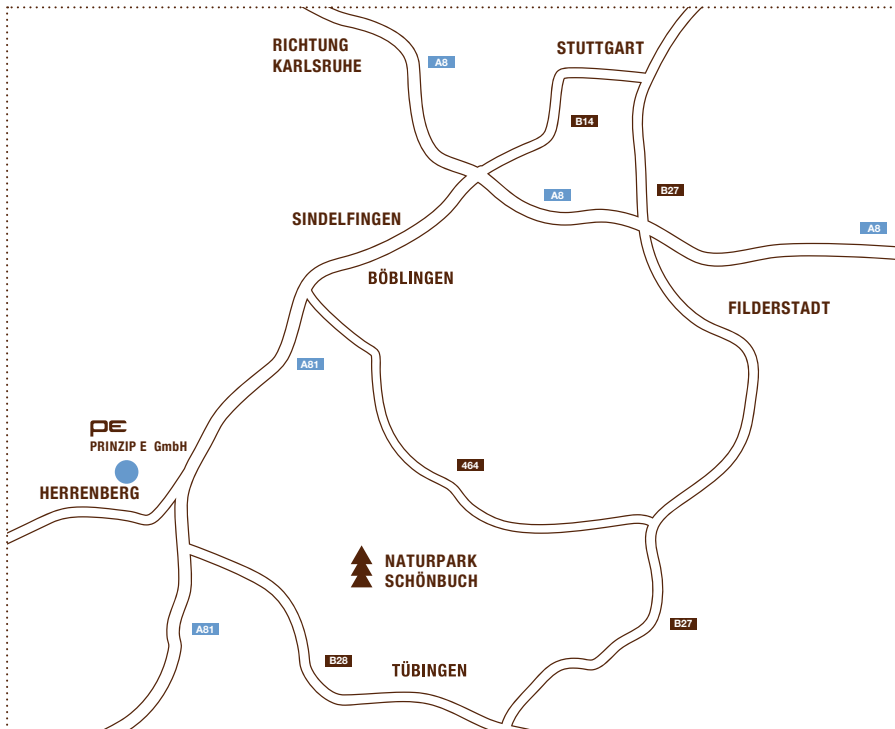 RICHTUNG
KARLSRUHE
STUTTGART
A8
B14
B27
A8
SINDELFINGEN
A8
BÖBLINGEN
FILDERSTADT
A81
PE
PRINZIP E GmbH
464
HERRENBERG
NATURPARK
SCHÖNBUCH
A81
B27
B28
TÜBINGEN